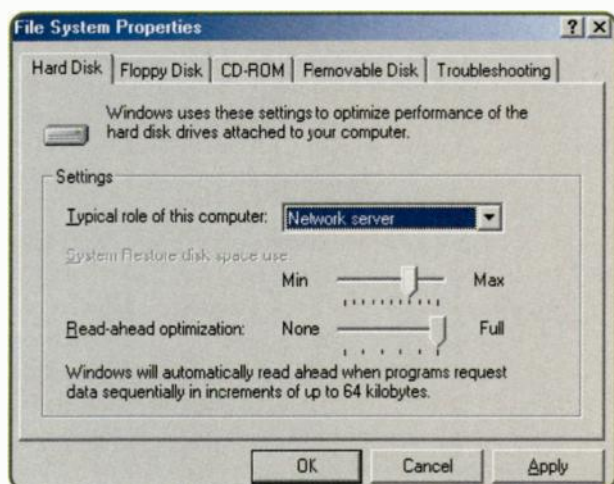 File System Properties
Hard Disk
Floppy Disk
CD-ROM
Removable Disk
Troubleshooting
Windows uses these settings to optimize performance of the
hard disk drives attached to your computer.
Settings
Typical role of this computer:
Network server
System Restore disk space use:
Min
Max
Read-ahead optimization:
None
Full
Windows will automatically read ahead when programs request
data sequentially in increments of up to 64 kilobytes.
OK
Cancel
Apply